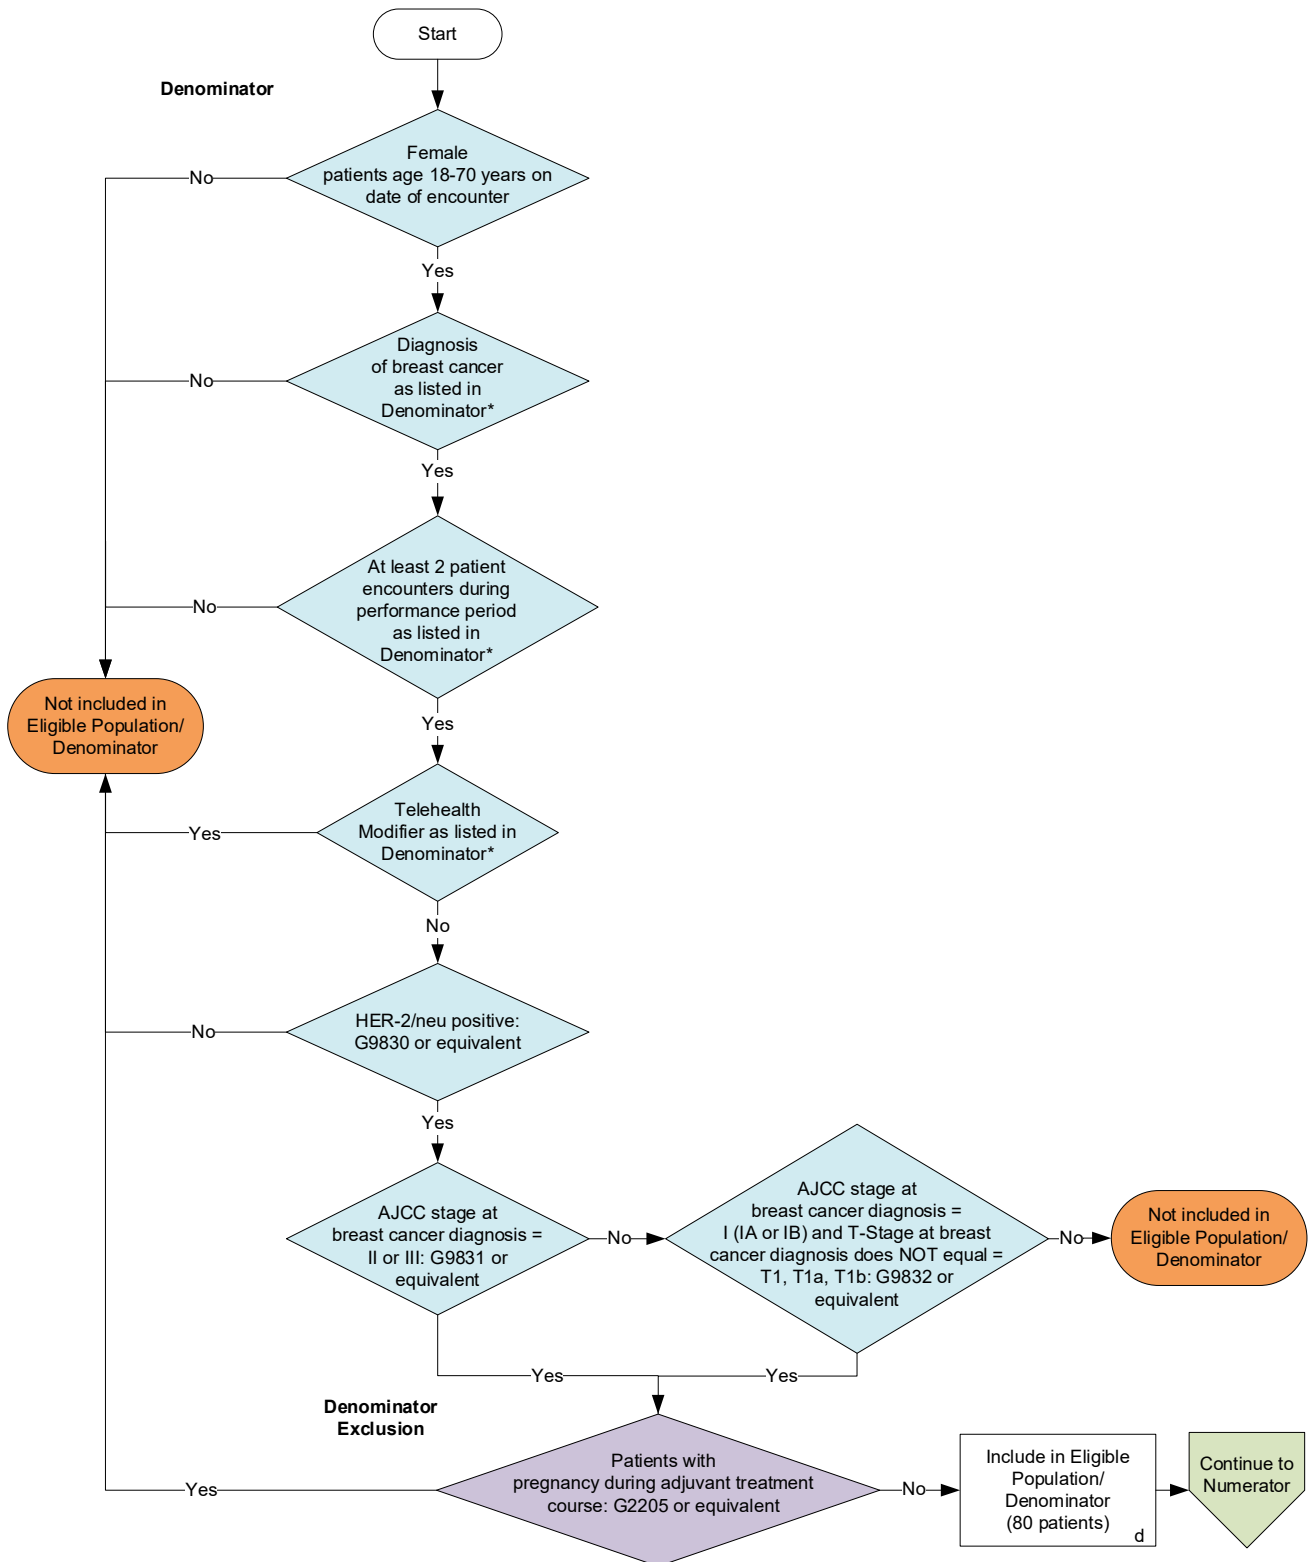 Start
Denominator
Female
patients age 18-70 years on
date of encounter
No
Yes
Diagnosis
of breast cancer
as listed in
Denominator*
No
Yes
At least 2 patient
encounters during
performance period
as listed in
Denominator*
No
Yes
Not included in
Eligible Population/
Denominator
Telehealth
Modifier as listed in
Denominator*
Yes
No
HER-2/neu positive:
G9830 or equivalent
No
Yes
AJCC stage at
breast cancer diagnosis =
II or III: G9831 or
equivalent
No
AJCC stage at
breast cancer diagnosis =
I (IA or IB) and T-Stage at breast
cancer diagnosis does NOT equal =
T1, T1a, T1b: G9832 or
equivalent
No
Not included in
Eligible Population/
Denominator
Yes
Yes
Denominator
Exclusion
Patients with
pregnancy during adjuvant treatment
course: G2205 or equivalent
Yes
No
Include in Eligible
Population/
Denominator
(80 patients)
d
Continue to
Numerator